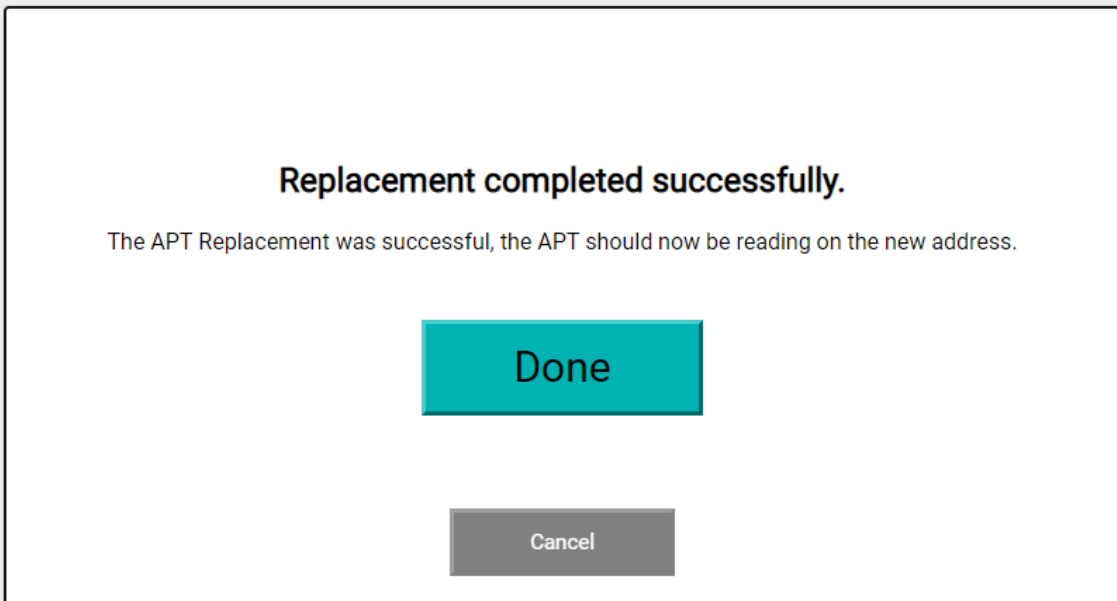 Replacement completed successfully.
The APT Replacement was successful, the APT should now be reading on the new address.
Done
Cancel